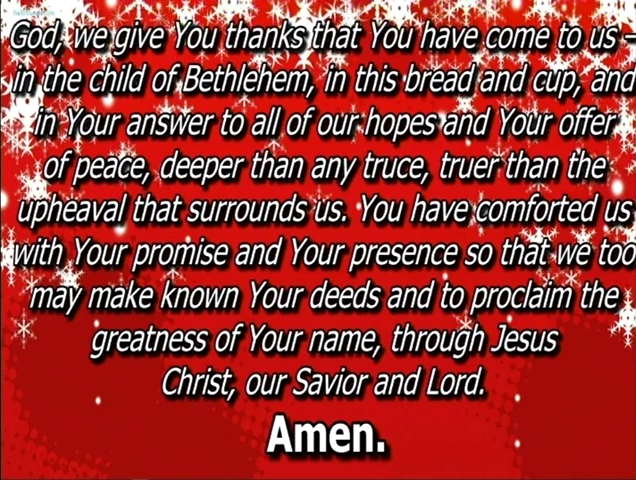 God, we give You thanks that You have come to us –
in the child of Bethlehem, in this bread and cup, and
in Your answer to all of our hopes and Your offer
of peace, deeper than any truce, truer than the
upheaval that surrounds us. You have comforted us
with Your promise and Your presence so that we too
may make known Your deeds and to proclaim the
greatness of Your name, through Jesus
Christ, our Savior and Lord.
Amen.